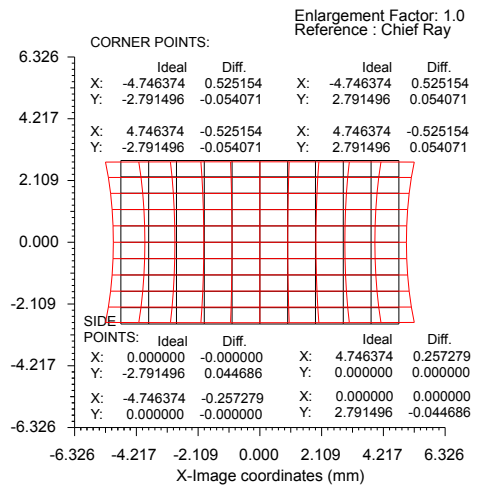 Enlargement Factor: 1.0
Reference : Chief Ray
CORNER POINTS:
Ideal Diff. Ideal Diff.
X: -4.746374 0.525154 X: -4.746374 0.525154
Y: -2.791496 -0.054071 Y: 2.791496 0.054071
X: 4.746374 -0.525154 X: 4.746374 -0.525154
Y: -2.791496 -0.054071 Y: 2.791496 0.054071
6.326
4.217
2.109
0.000
-2.109
-4.217
-6.326
SIDE
POINTS: Ideal Diff. Ideal Diff.
X: 0.000000 -0.000000 X: 4.746374 0.257279
Y: -2.791496 0.044686 Y: 0.000000 0.000000
X: -4.746374 -0.257279 X: 0.000000 0.000000
Y: 0.000000 -0.000000 Y: 2.791496 -0.044686
-6.326 -4.217 -2.109 0.000 2.109 4.217 6.326
X-Image coordinates (mm)